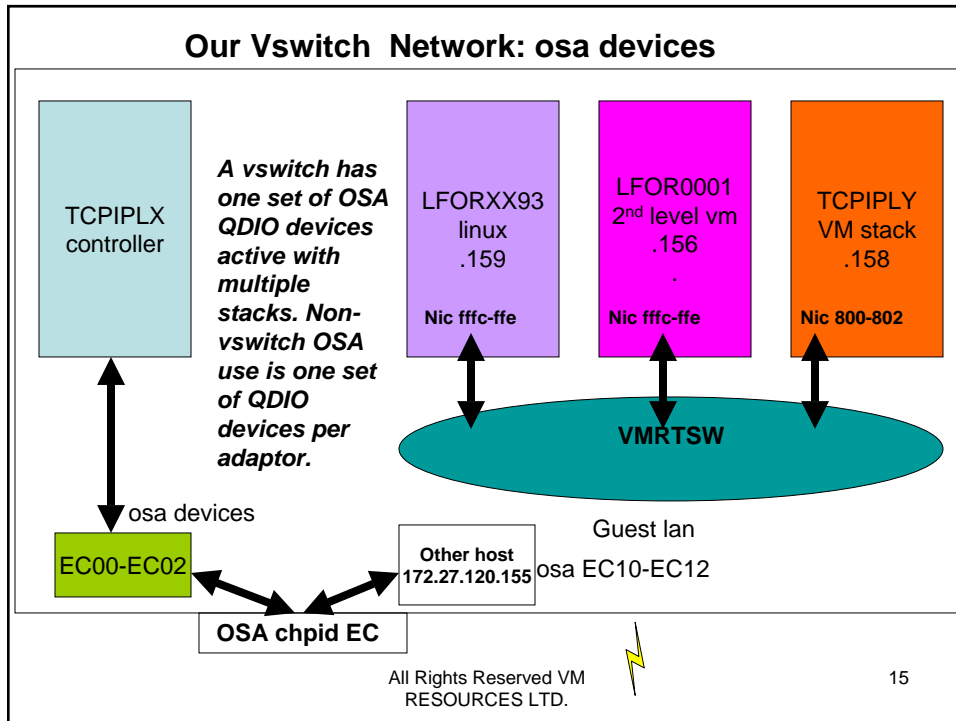 Our Vswitch Network: osa devices
TCPIPLX
controller
A vswitch has
one set of OSA
QDIO devices
active with
multiple
stacks. Non-
vswitch OSA
use is one set
of QDIO
devices per
adaptor.
LFORXX93
linux
.159
Nic fffc-ffe
LFOR0001
2nd level vm
.156
.
Nic fffc-ffe
TCPIPLY
VM stack
.158
Nic 800-802
VMRTSW
osa devices
EC00-EC02
Guest lan
Other host
172.27.120.155
osa EC10-EC12
OSA chpid EC
All Rights Reserved VM
RESOURCES LTD.
15